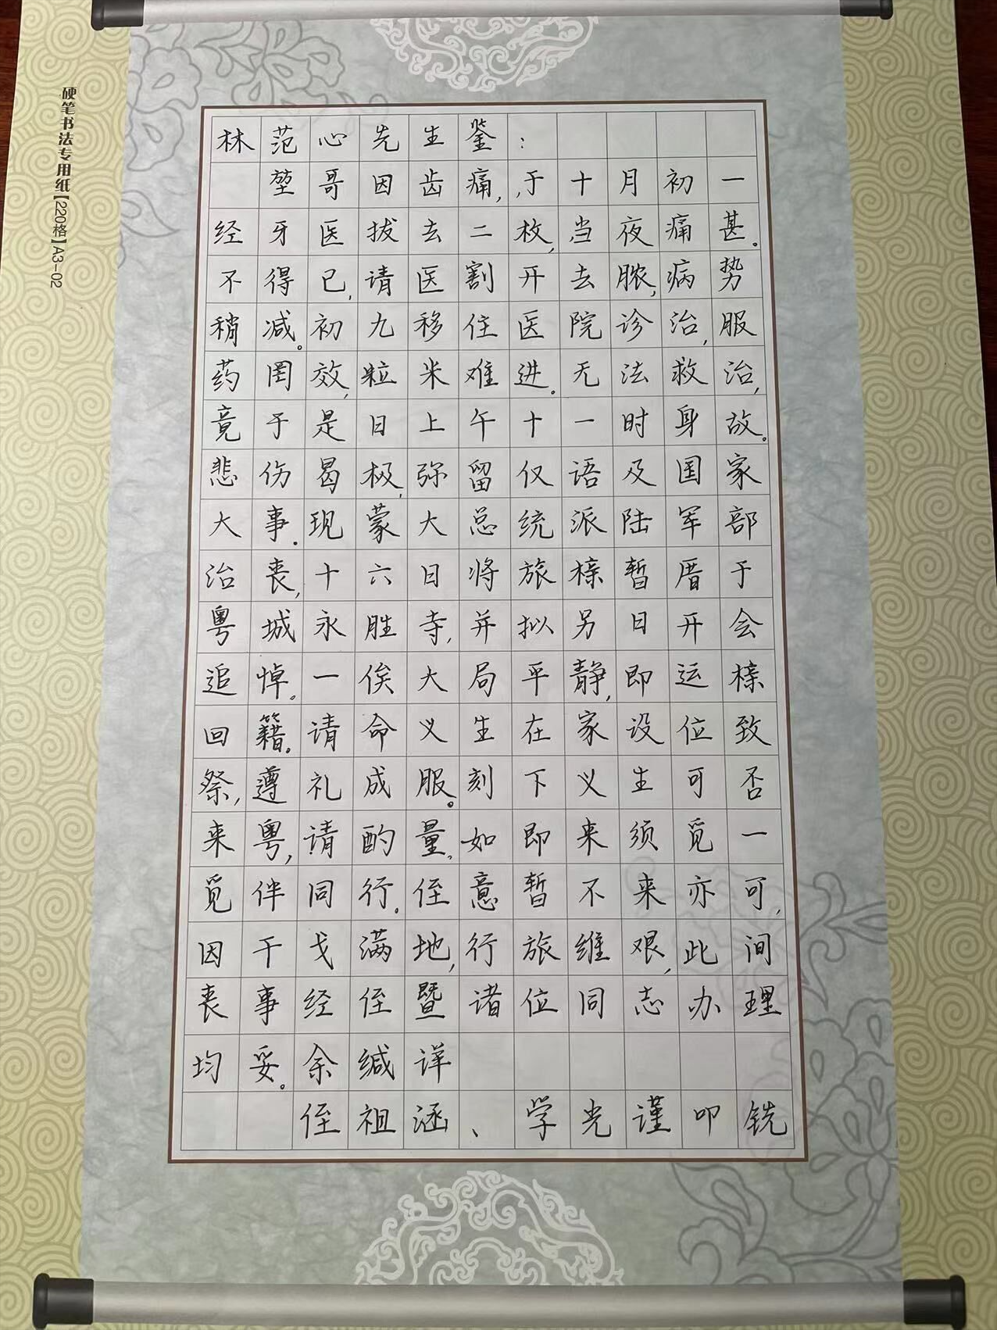 硬笔书法专用纸【220格】A3-02
林范心先生鉴：
堃哥因齿痛，于十月初一
经牙医拔去二枚，当夜痛甚。
不得已，请医割开去脓，病势
稍减。初九移住医院诊治，服
药罔效，粒米难进。无法救治，
竟于是日上午十一时身故。
悲伤曷极，弥留仅语及国家
大事。现蒙大总统派陆军部
治丧，十六日将旅榇暂厝于
粤城永胜寺，并拟另日开会
追悼。一俟大局平静，即运榇
回籍。请命义生在家设位致
祭，遵礼成服。刻下义生可否
来粤，请酌量。如即来须觅一
觅伴同行。侄意暂不来亦可，
因干戈满地，行旅维艰，此间
丧事经侄暨诸位同志办理
均妥。余缄详
侄祖涵、学光谨叩铣